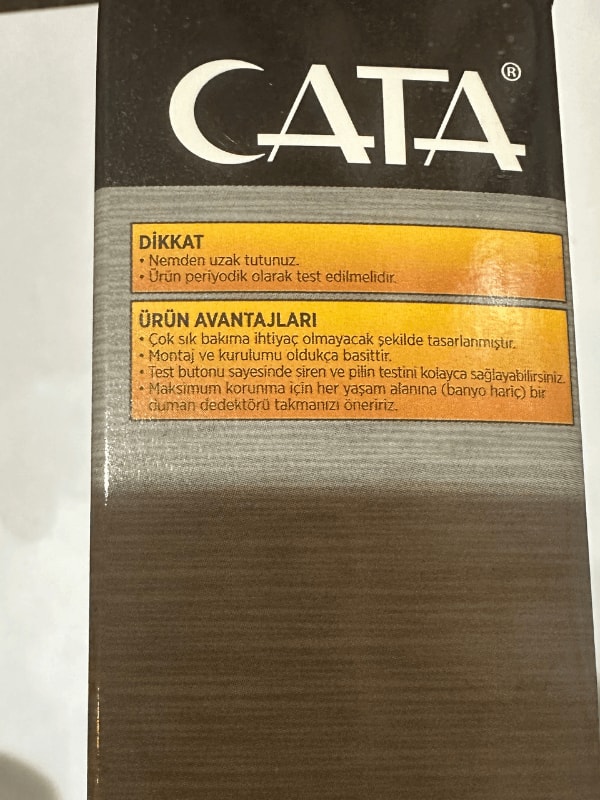 CATA®
DİKKAT
• Nemden uzak tutunuz.
• Ürün periyodik olarak test edilmelidir.
ÜRÜN AVANTAJLARI
• Çok sık bakıma ihtiyaç olmayacak şekilde tasarlanmıştır.
• Montaj ve kurulumu oldukça basittir.
• Test butonu sayesinde siren ve pilin testini kolayca sağlayabilirsiniz.
• Maksimum korunma için her yaşam alanına (banyo hariç) bir
duman dedektörü takmanızı öneririz.